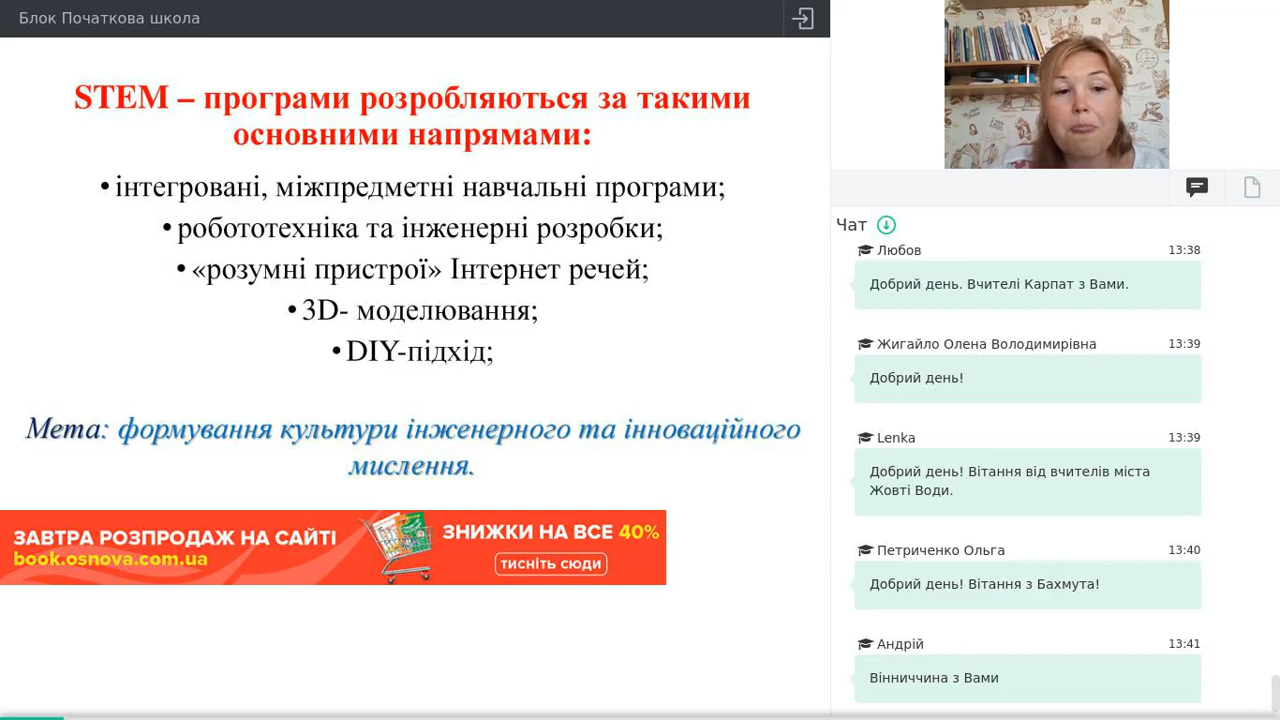 Блок Початкова школа
STEM – програми розробляються за такими
основними напрямами:
•інтегровані, міжпредметні навчальні програми;
•робототехніка та інженерні розробки;
•«розумні пристрої» Інтернет речей;
•3D- моделювання;
•DIY-підхід;
Мета: формування культури інженерного та інноваційного
мислення.
ЗАВТРА РОЗПРОДАЖ НА САЙТІ
book.osnova.com.ua
ЗНИЖКИ НА ВСЕ 40%
тисніть сюди
Чат
Любов 13:38
Добрий день. Вчителі Карпат з Вами.
Жигайло Олена Володимирівна 13:39
Добрий день!
Lenka 13:39
Добрий день! Вітання від вчителів міста
Жовті Води.
Петриченко Ольга 13:40
Добрий день! Вітання з Бахмута!
Андрій 13:41
Вінниччина з Вами